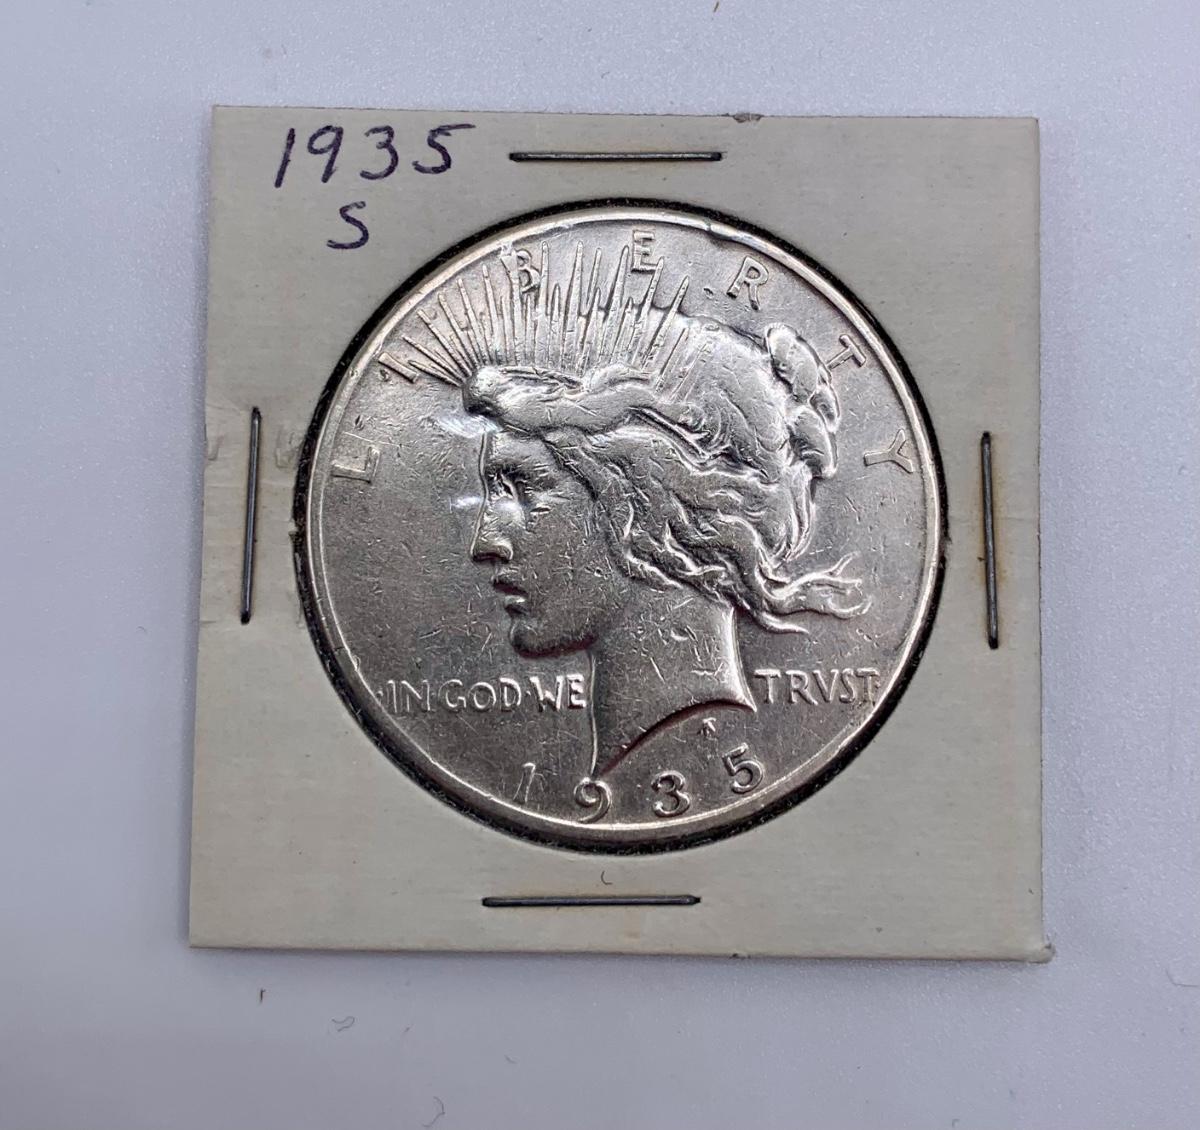 1935
S
LIBERTY
IN·GOD·WE TRVST·
1935